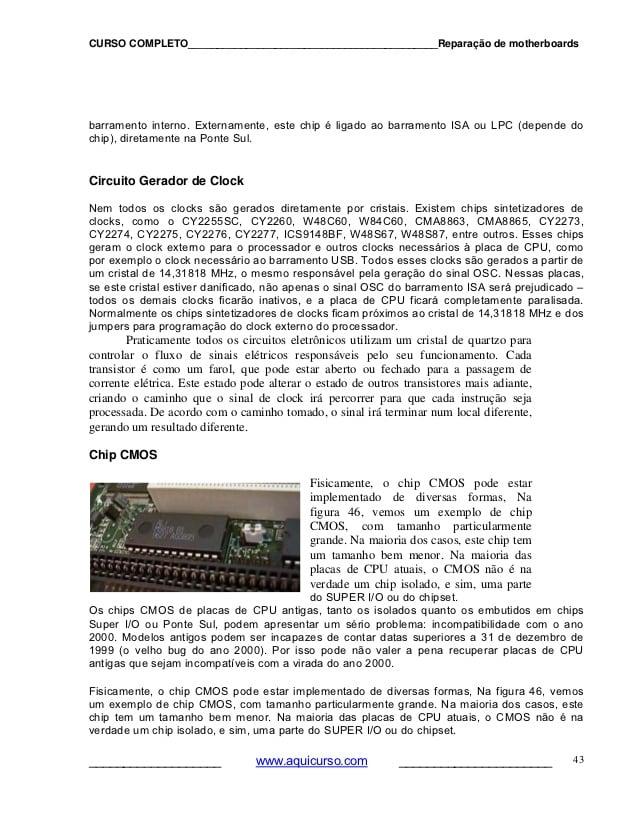 CURSO COMPLETO__________________________________________Reparação de motherboards
barramento interno. Externamente, este chip é ligado ao barramento ISA ou LPC (depende do
chip), diretamente na Ponte Sul.
Circuito Gerador de Clock
Nem todos os clocks são gerados diretamente por cristais. Existem chips sintetizadores de
clocks, como o CY2255SC, CY2260, W48C60, W84C60, CMA8863, CMA8865, CY2273,
CY2274, CY2275, CY2276, CY2277, ICS9148BF, W48S67, W48S87, entre outros. Esses chips
geram o clock externo para o processador e outros clocks necessários à placa de CPU, como
por exemplo o clock necessário ao barramento USB. Todos esses clocks são gerados a partir de
um cristal de 14,31818 MHz, o mesmo responsável pela geração do sinal OSC. Nessas placas,
se este cristal estiver danificado, não apenas o sinal OSC do barramento ISA será prejudicado –
todos os demais clocks ficarão inativos, e a placa de CPU ficará completamente paralisada.
Normalmente os chips sintetizadores de clocks ficam próximos ao cristal de 14,31818 MHz e dos
jumpers para programação do clock externo do processador.
Praticamente todos os circuitos eletrônicos utilizam um cristal de quartzo para
controlar o fluxo de sinais elétricos responsáveis pelo seu funcionamento. Cada
transistor é como um farol, que pode estar aberto ou fechado para a passagem de
corrente elétrica. Este estado pode alterar o estado de outros transistores mais adiante,
criando o caminho que o sinal de clock irá percorrer para que cada instrução seja
processada. De acordo com o caminho tomado, o sinal irá terminar num local diferente,
gerando um resultado diferente.
Chip CMOS
Fisicamente, o chip CMOS pode estar
implementado de diversas formas, Na
figura 46, vemos um exemplo de chip
CMOS, com tamanho particularmente
grande. Na maioria dos casos, este chip tem
um tamanho bem menor. Na maioria das
placas de CPU atuais, o CMOS não é na
verdade um chip isolado, e sim, uma parte
do SUPER I/O ou do chipset.
Os chips CMOS de placas de CPU antigas, tanto os isolados quanto os embutidos em chips
Super I/O ou Ponte Sul, podem apresentar um sério problema: incompatibilidade com o ano
2000. Modelos antigos podem ser incapazes de contar datas superiores a 31 de dezembro de
1999 (o velho bug do ano 2000). Por isso pode não valer a pena recuperar placas de CPU
antigas que sejam incompatíveis com a virada do ano 2000.
Fisicamente, o chip CMOS pode estar implementado de diversas formas, Na figura 46, vemos
um exemplo de chip CMOS, com tamanho particularmente grande. Na maioria dos casos, este
chip tem um tamanho bem menor. Na maioria das placas de CPU atuais, o CMOS não é na
verdade um chip isolado, e sim, uma parte do SUPER I/O ou do chipset.
___________________ www.aquicurso.com ______________________ 43